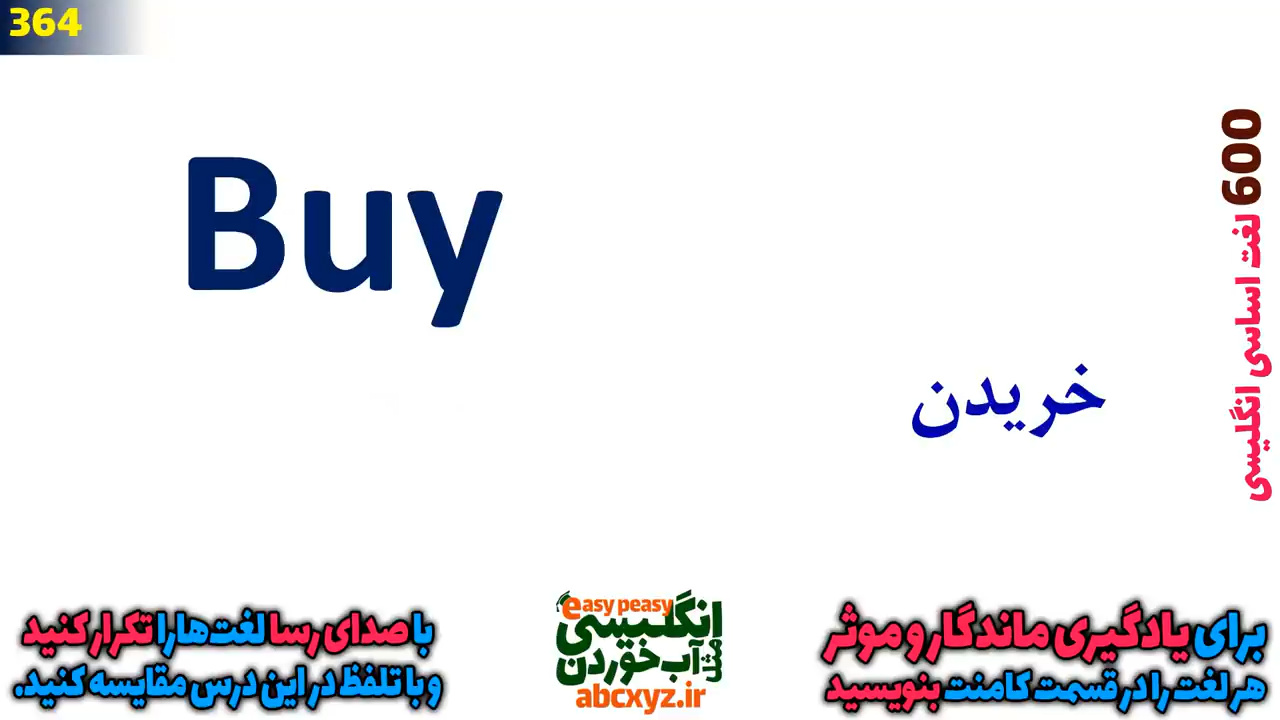 364
Buy
خریدن
600 لغت اساسی انگلیسی
با صدای رسا لغت‌ها را تکرار کنید
و با تلفظ در این درس مقایسه کنید.
easy peasy
انگلیسی
مثل آب خوردن
abcxyz.ir
برای یادگیری ماندگار و موثر
هر لغت را در قسمت کامنت بنویسید